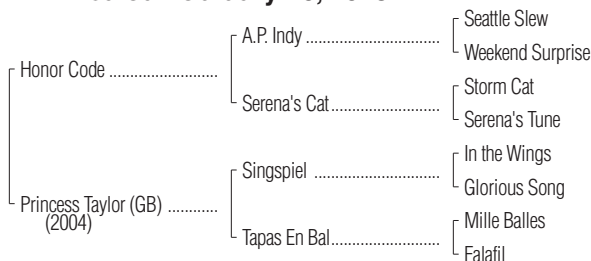 Seattle Slew
A.P. Indy
Weekend Surprise
Honor Code
Storm Cat
Serena's Cat
Serena's Tune
In the Wings
Singspiel
Glorious Song
Princess Taylor (GB)
(2004)
Mille Balles
Tapas En Bal
Falafil